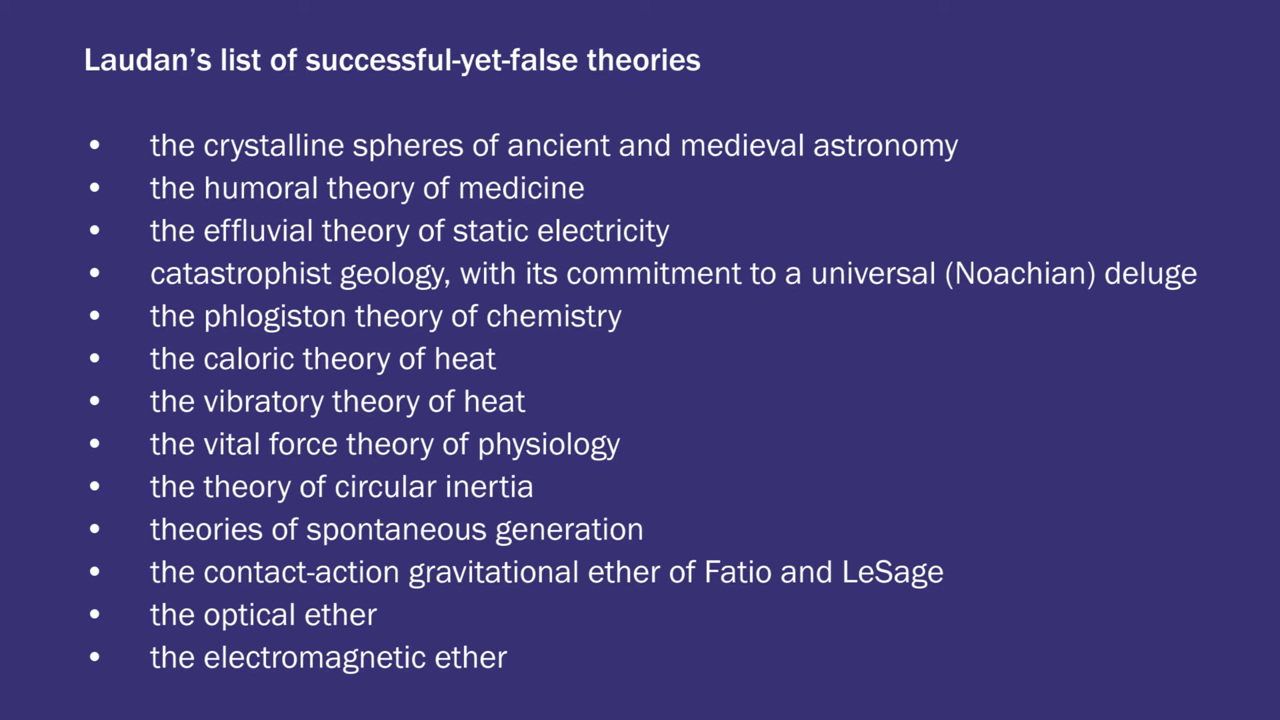 Laudan’s list of successful-yet-false theories
• the crystalline spheres of ancient and medieval astronomy
• the humoral theory of medicine
• the effluvial theory of static electricity
• catastrophist geology, with its commitment to a universal (Noachian) deluge
• the phlogiston theory of chemistry
• the caloric theory of heat
• the vibratory theory of heat
• the vital force theory of physiology
• the theory of circular inertia
• theories of spontaneous generation
• the contact-action gravitational ether of Fatio and LeSage
• the optical ether
• the electromagnetic ether